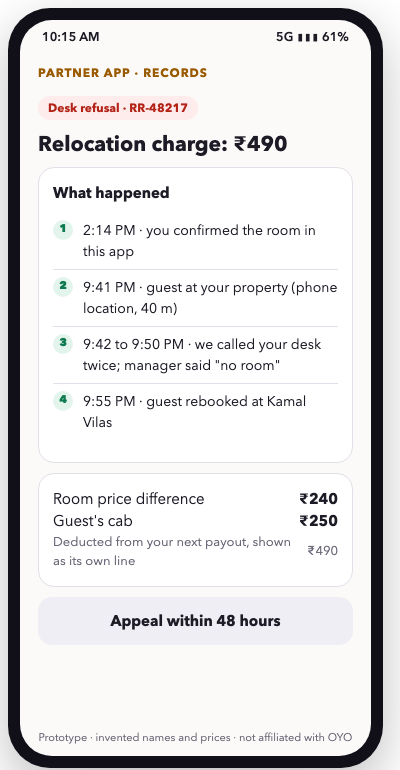 10:15 AM
5G 61%
PARTNER APP · RECORDS
Desk refusal · RR-48217
Relocation charge: ₹490
What happened
1 2:14 PM · you confirmed the room in
this app
2 9:41 PM · guest at your property (phone
location, 40 m)
3 9:42 to 9:50 PM · we called your desk
twice; manager said "no room"
4 9:55 PM · guest rebooked at Kamal
Vilas
Room price difference ₹240
Guest's cab ₹250
Deducted from your next payout, shown
as its own line ₹490
Appeal within 48 hours
Prototype · invented names and prices · not affiliated with OYO